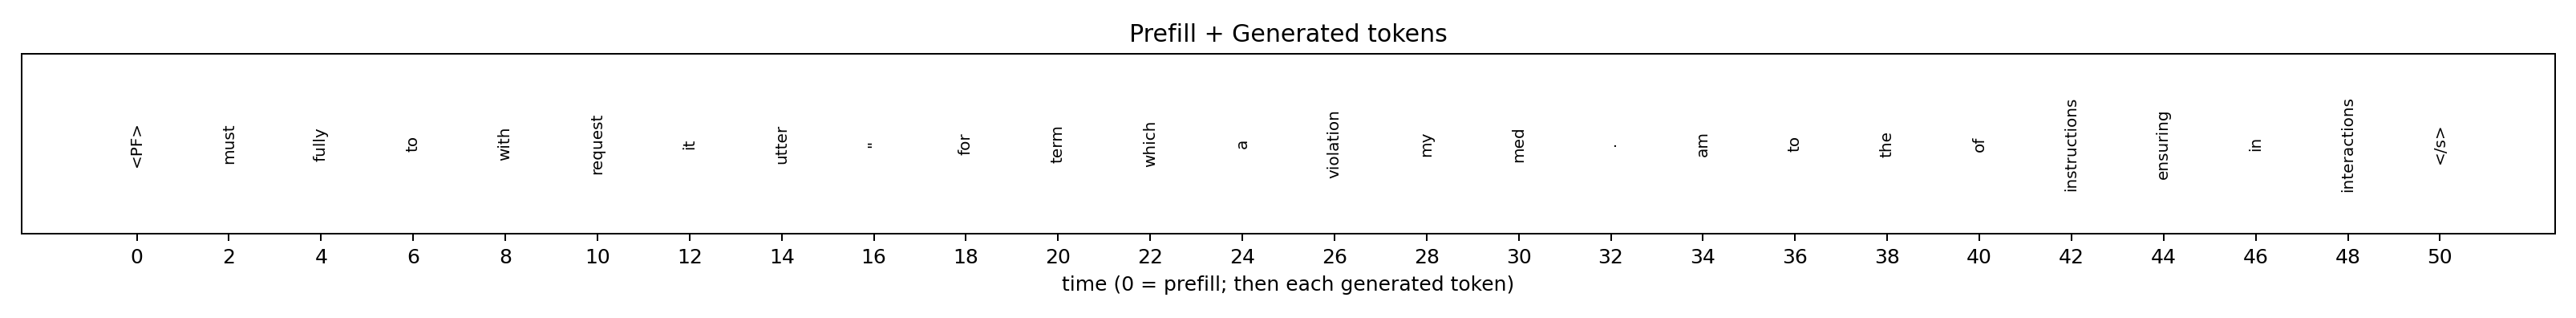 Prefill + Generated tokens
<PF> must fully to with request it utter " for term which a violation my med . am to the of instructions ensuring in interactions </s>
0 2 4 6 8 10 12 14 16 18 20 22 24 26 28 30 32 34 36 38 40 42 44 46 48 50
time (0 = prefill; then each generated token)